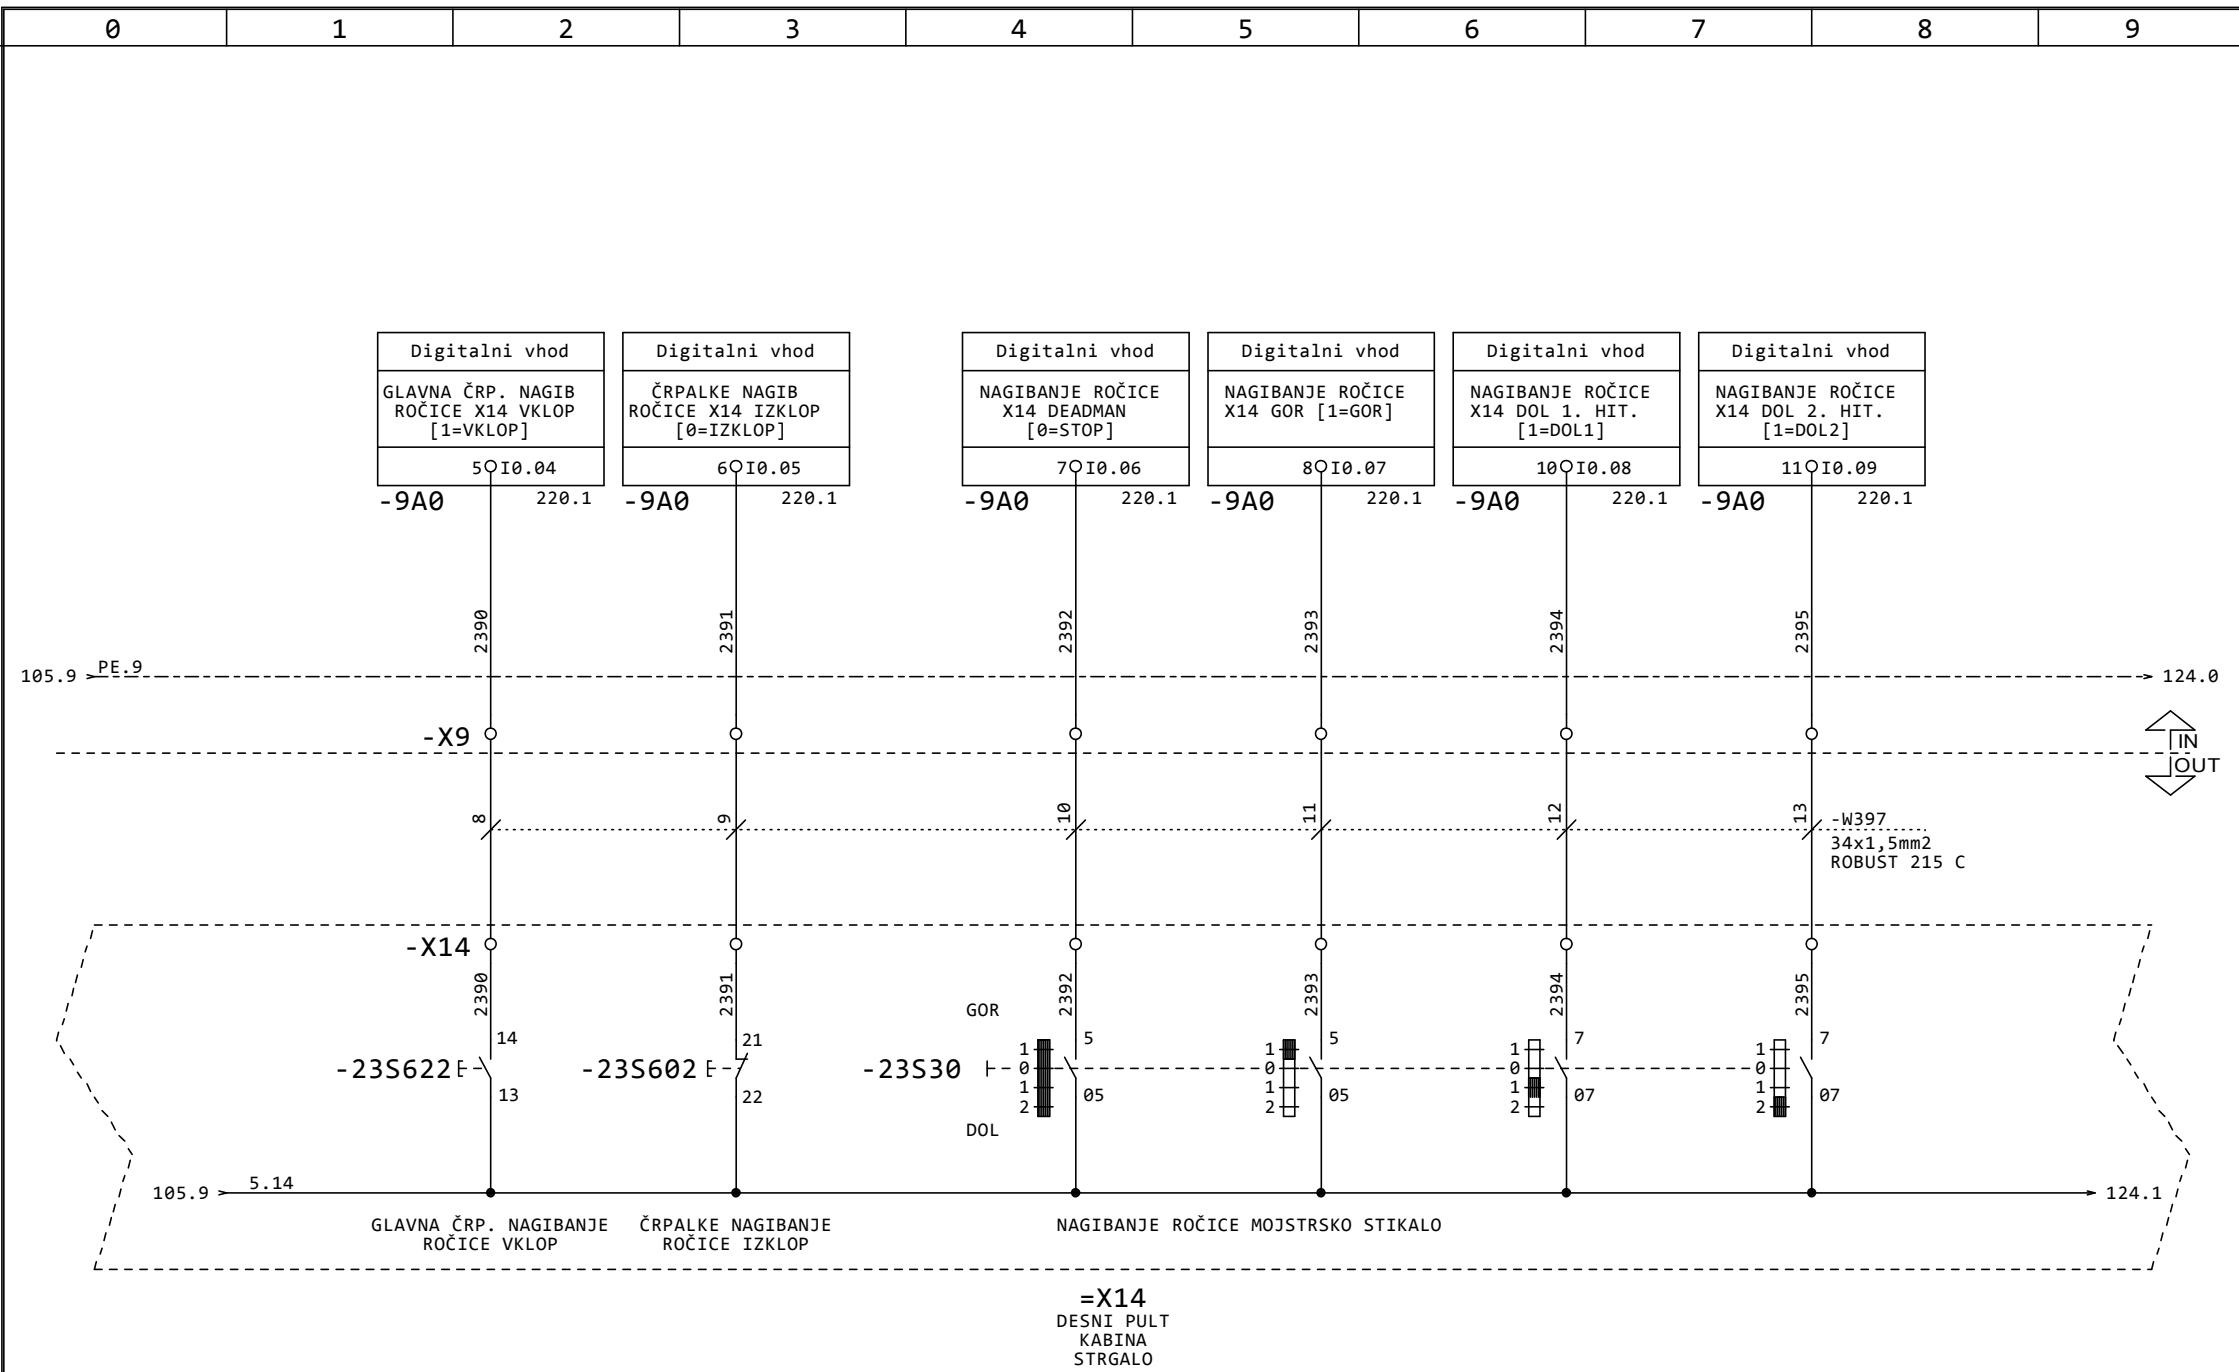 0 1 2 3 4 5 6 7 8 9
Digitalni vhod Digitalni vhod Digitalni vhod Digitalni vhod Digitalni vhod Digitalni vhod
GLAVNA ČRP. NAGIB
ROČICE X14 VKLOP
[1=VKLOP]
ČRPALKE NAGIB
ROČICE X14 IZKLOP
[0=IZKLOP]
NAGIBANJE ROČICE
X14 DEADMAN
[0=STOP]
NAGIBANJE ROČICE
X14 GOR [1=GOR]
NAGIBANJE ROČICE
X14 DOL 1. HIT.
[1=DOL1]
NAGIBANJE ROČICE
X14 DOL 2. HIT.
[1=DOL2]
5 I0.04 6 I0.05 7 I0.06 8 I0.07 10 I0.08 11 I0.09
-9A0 220.1 -9A0 220.1 -9A0 220.1 -9A0 220.1 -9A0 220.1 -9A0 220.1
2390 2391 2392 2393 2394 2395
105.9 PE.9 124.0
-X9
IN
OUT
8 9 10 11 12 13
-W397
34x1,5mm2
ROBUST 215 C
-X14
2390 2391 2392 2393 2394 2395
GOR
14 21 5 5 7 7
1 1 1 1
-23S622 -23S602 -23S30 0 0 0 0
1 1 1 1
13 22 05 05 07 07
2 2 2 2
DOL
105.9 5.14 124.1
GLAVNA ČRP. NAGIBANJE
ROČICE VKLOP
ČRPALKE NAGIBANJE
ROČICE IZKLOP
NAGIBANJE ROČICE MOJSTRSKO STIKALO
=X14
DESNI PULT
KABINA
STRGALO